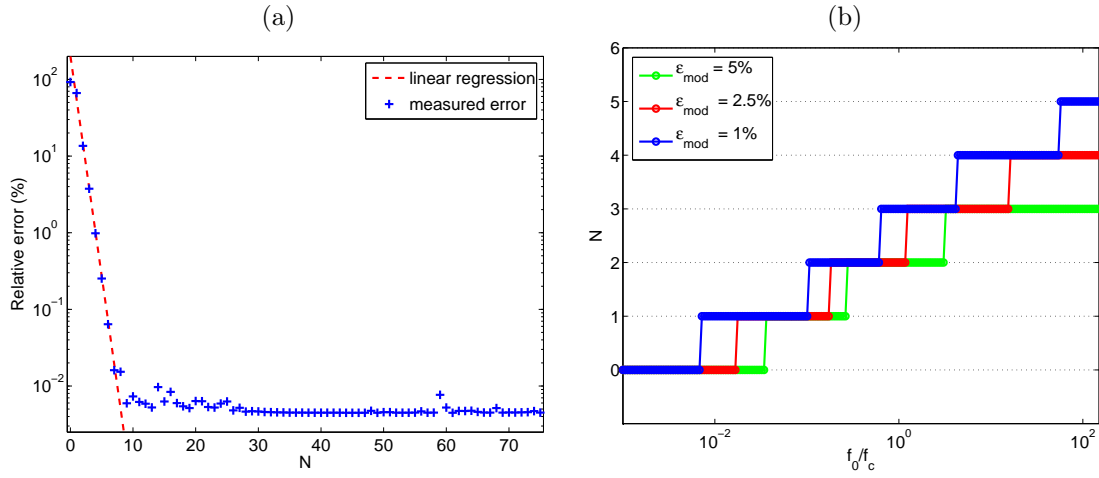 (a)
10^2
10^1
10^0
10^-1
10^-2
Relative error (%)
0 10 20 30 40 50 60 70
N
linear regression
measured error
(b)
6
5
4
3
2
1
0
N
10^-2 10^0 10^2
f_0/f_c
ε_mod = 5%
ε_mod = 2.5%
ε_mod = 1%